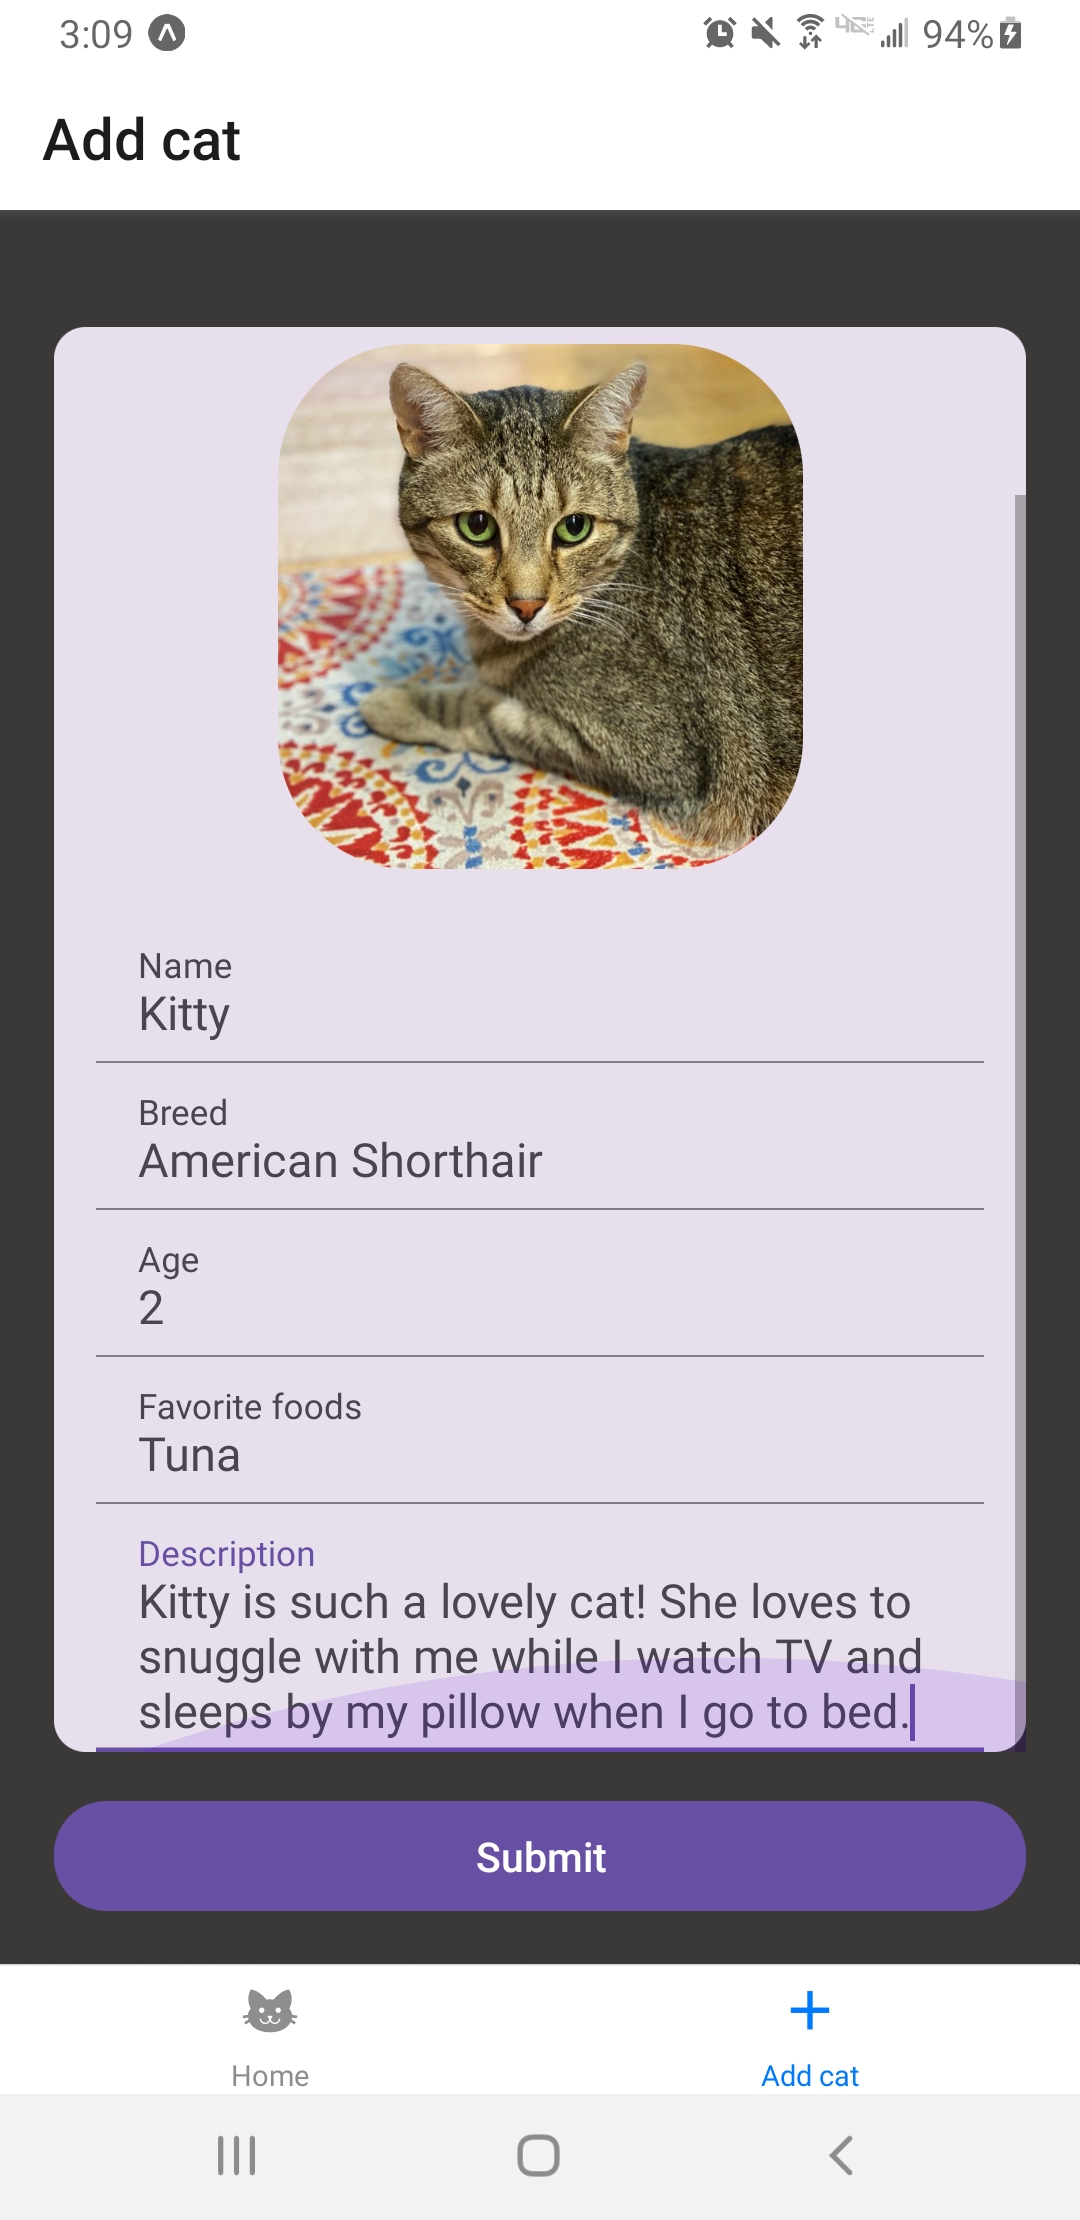 3:09
94%
Add cat
Name
Kitty
Breed
American Shorthair
Age
2
Favorite foods
Tuna
Description
Kitty is such a lovely cat! She loves to
snuggle with me while I watch TV and
sleeps by my pillow when I go to bed.
Submit
Home
Add cat